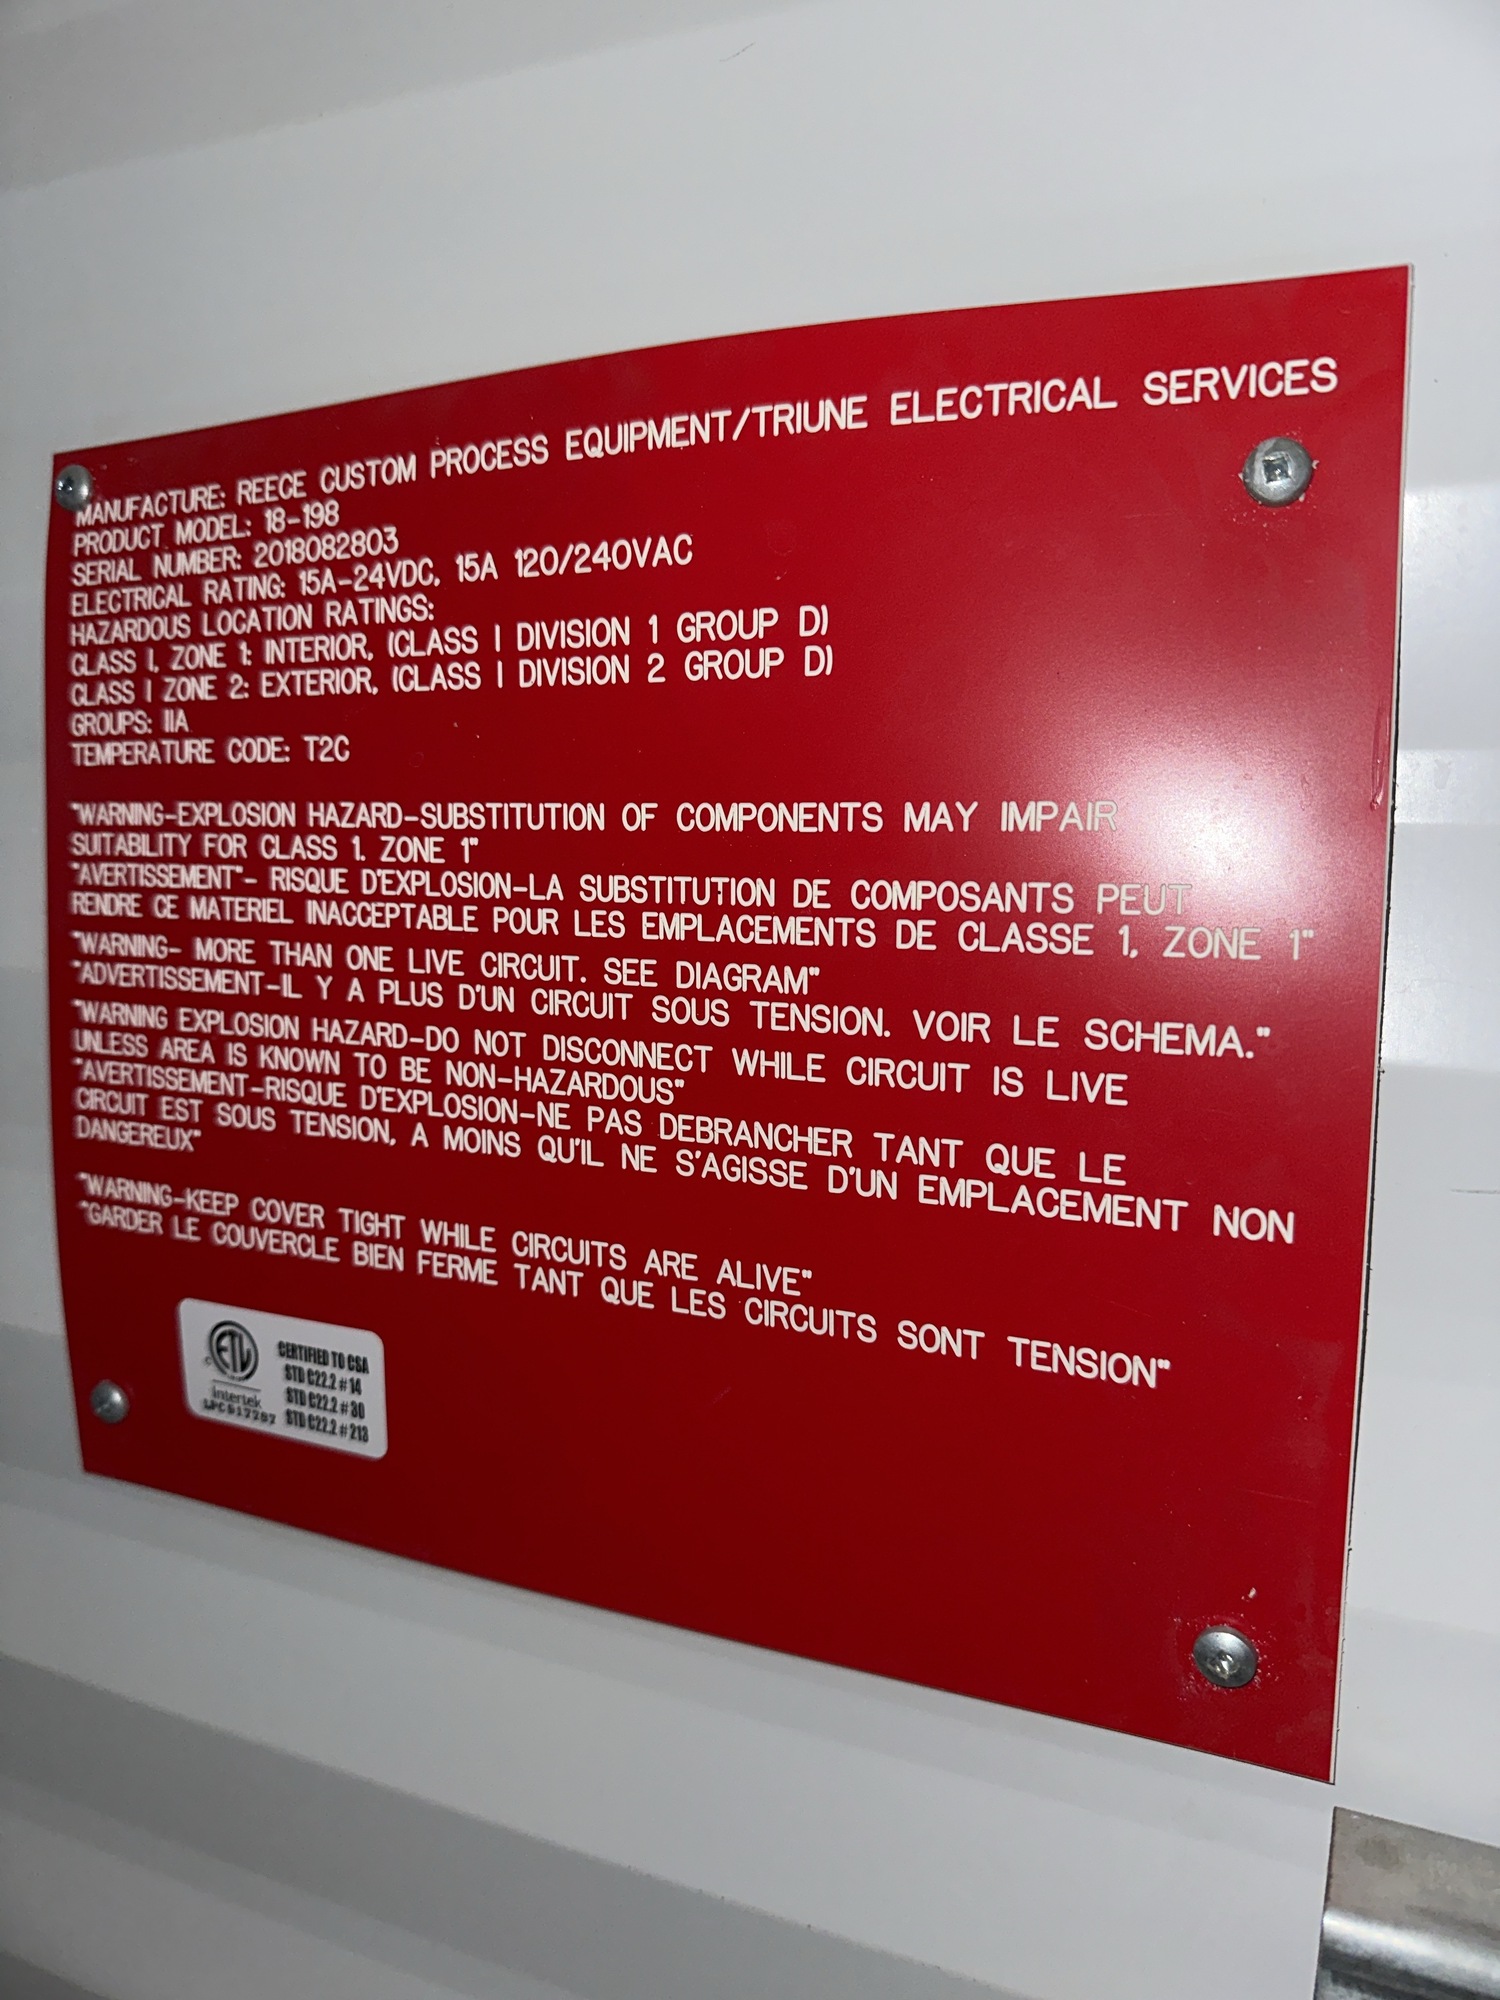 MANUFACTURE: REECE CUSTOM PROCESS EQUIPMENT/TRIUNE ELECTRICAL SERVICES
PRODUCT MODEL: 18-198
SERIAL NUMBER: 2018082803
ELECTRICAL RATING: 15A-24VDC, 15A 120/240VAC
HAZARDOUS LOCATION RATINGS:
CLASS I, ZONE 1: INTERIOR, (CLASS I DIVISION 1 GROUP D)
CLASS I ZONE 2: EXTERIOR, (CLASS I DIVISION 2 GROUP D)
GROUPS: IIA
TEMPERATURE CODE: T2C
"WARNING-EXPLOSION HAZARD-SUBSTITUTION OF COMPONENTS MAY IMPAIR
SUITABILITY FOR CLASS 1, ZONE 1"
"AVERTISSEMENT"- RISQUE D'EXPLOSION-LA SUBSTITUTION DE COMPOSANTS PEUT
RENDRE CE MATERIEL INACCEPTABLE POUR LES EMPLACEMENTS DE CLASSE 1, ZONE 1"
"WARNING- MORE THAN ONE LIVE CIRCUIT. SEE DIAGRAM"
"ADVERTISSEMENT-IL Y A PLUS D'UN CIRCUIT SOUS TENSION. VOIR LE SCHEMA."
"WARNING EXPLOSION HAZARD-DO NOT DISCONNECT WHILE CIRCUIT IS LIVE
UNLESS AREA IS KNOWN TO BE NON-HAZARDOUS"
"AVERTISSEMENT-RISQUE D'EXPLOSION-NE PAS DEBRANCHER TANT QUE LE
CIRCUIT EST SOUS TENSION, A MOINS QU'IL NE S'AGISSE D'UN EMPLACEMENT NON
DANGEREUX"
"WARNING-KEEP COVER TIGHT WHILE CIRCUITS ARE ALIVE"
"GARDER LE COUVERCLE BIEN FERME TANT QUE LES CIRCUITS SONT TENSION"
ETL
intertek
CERTIFIED TO CSA
STD C22.2 #14
STD C22.2 #30
STD C22.2 #213